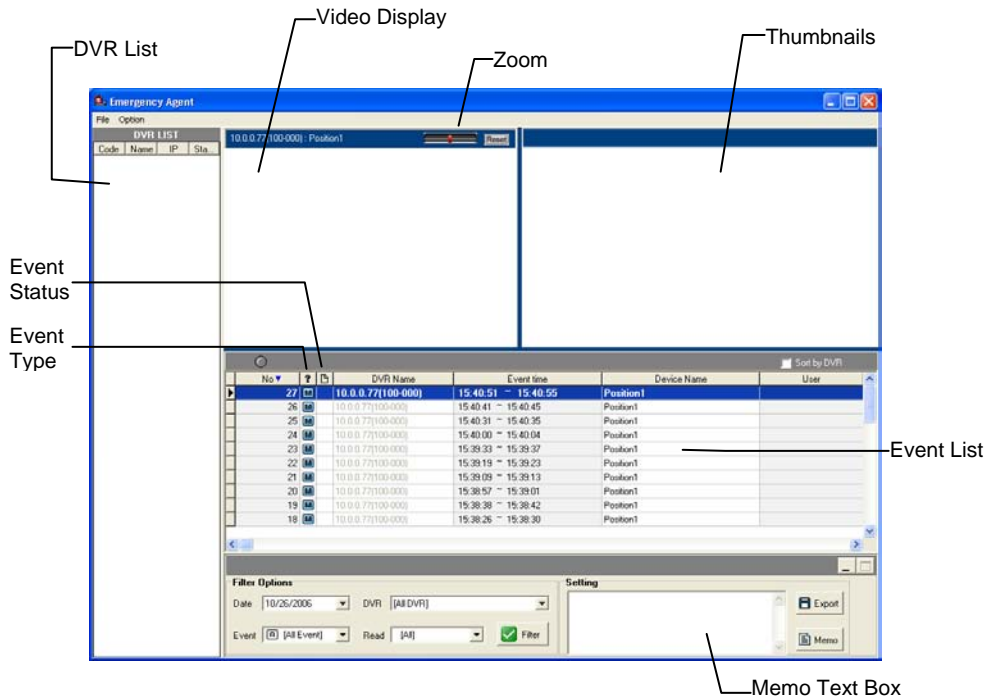 Video Display
DVR List
Thumbnails
Zoom
Emergency Agent
File Option
DVR LIST
Code Name IP Sta...
10.0.0.77(100-000) : Position1 Reset
Event
Status
Event
Type
Sort by DVR
No ? DVR Name Event time Device Name User
27 M 10.0.0.77(100-000) 15:40:51 ~ 15:40:55 Position1
26 M 10.0.0.77(100-000) 15:40:41 ~ 15:40:45 Position1
25 M 10.0.0.77(100-000) 15:40:31 ~ 15:40:35 Position1
24 M 10.0.0.77(100-000) 15:40:00 ~ 15:40:04 Position1
23 M 10.0.0.77(100-000) 15:39:33 ~ 15:39:37 Position1
22 M 10.0.0.77(100-000) 15:39:19 ~ 15:39:23 Position1
21 M 10.0.0.77(100-000) 15:39:09 ~ 15:39:13 Position1
20 M 10.0.0.77(100-000) 15:38:57 ~ 15:39:01 Position1
19 M 10.0.0.77(100-000) 15:38:38 ~ 15:38:42 Position1
18 M 10.0.0.77(100-000) 15:38:26 ~ 15:38:30 Position1
Event List
Filter Options Setting
Date 10/26/2006 DVR [All DVR] Export
Event [All Event] Read [All] Filter Memo
Memo Text Box